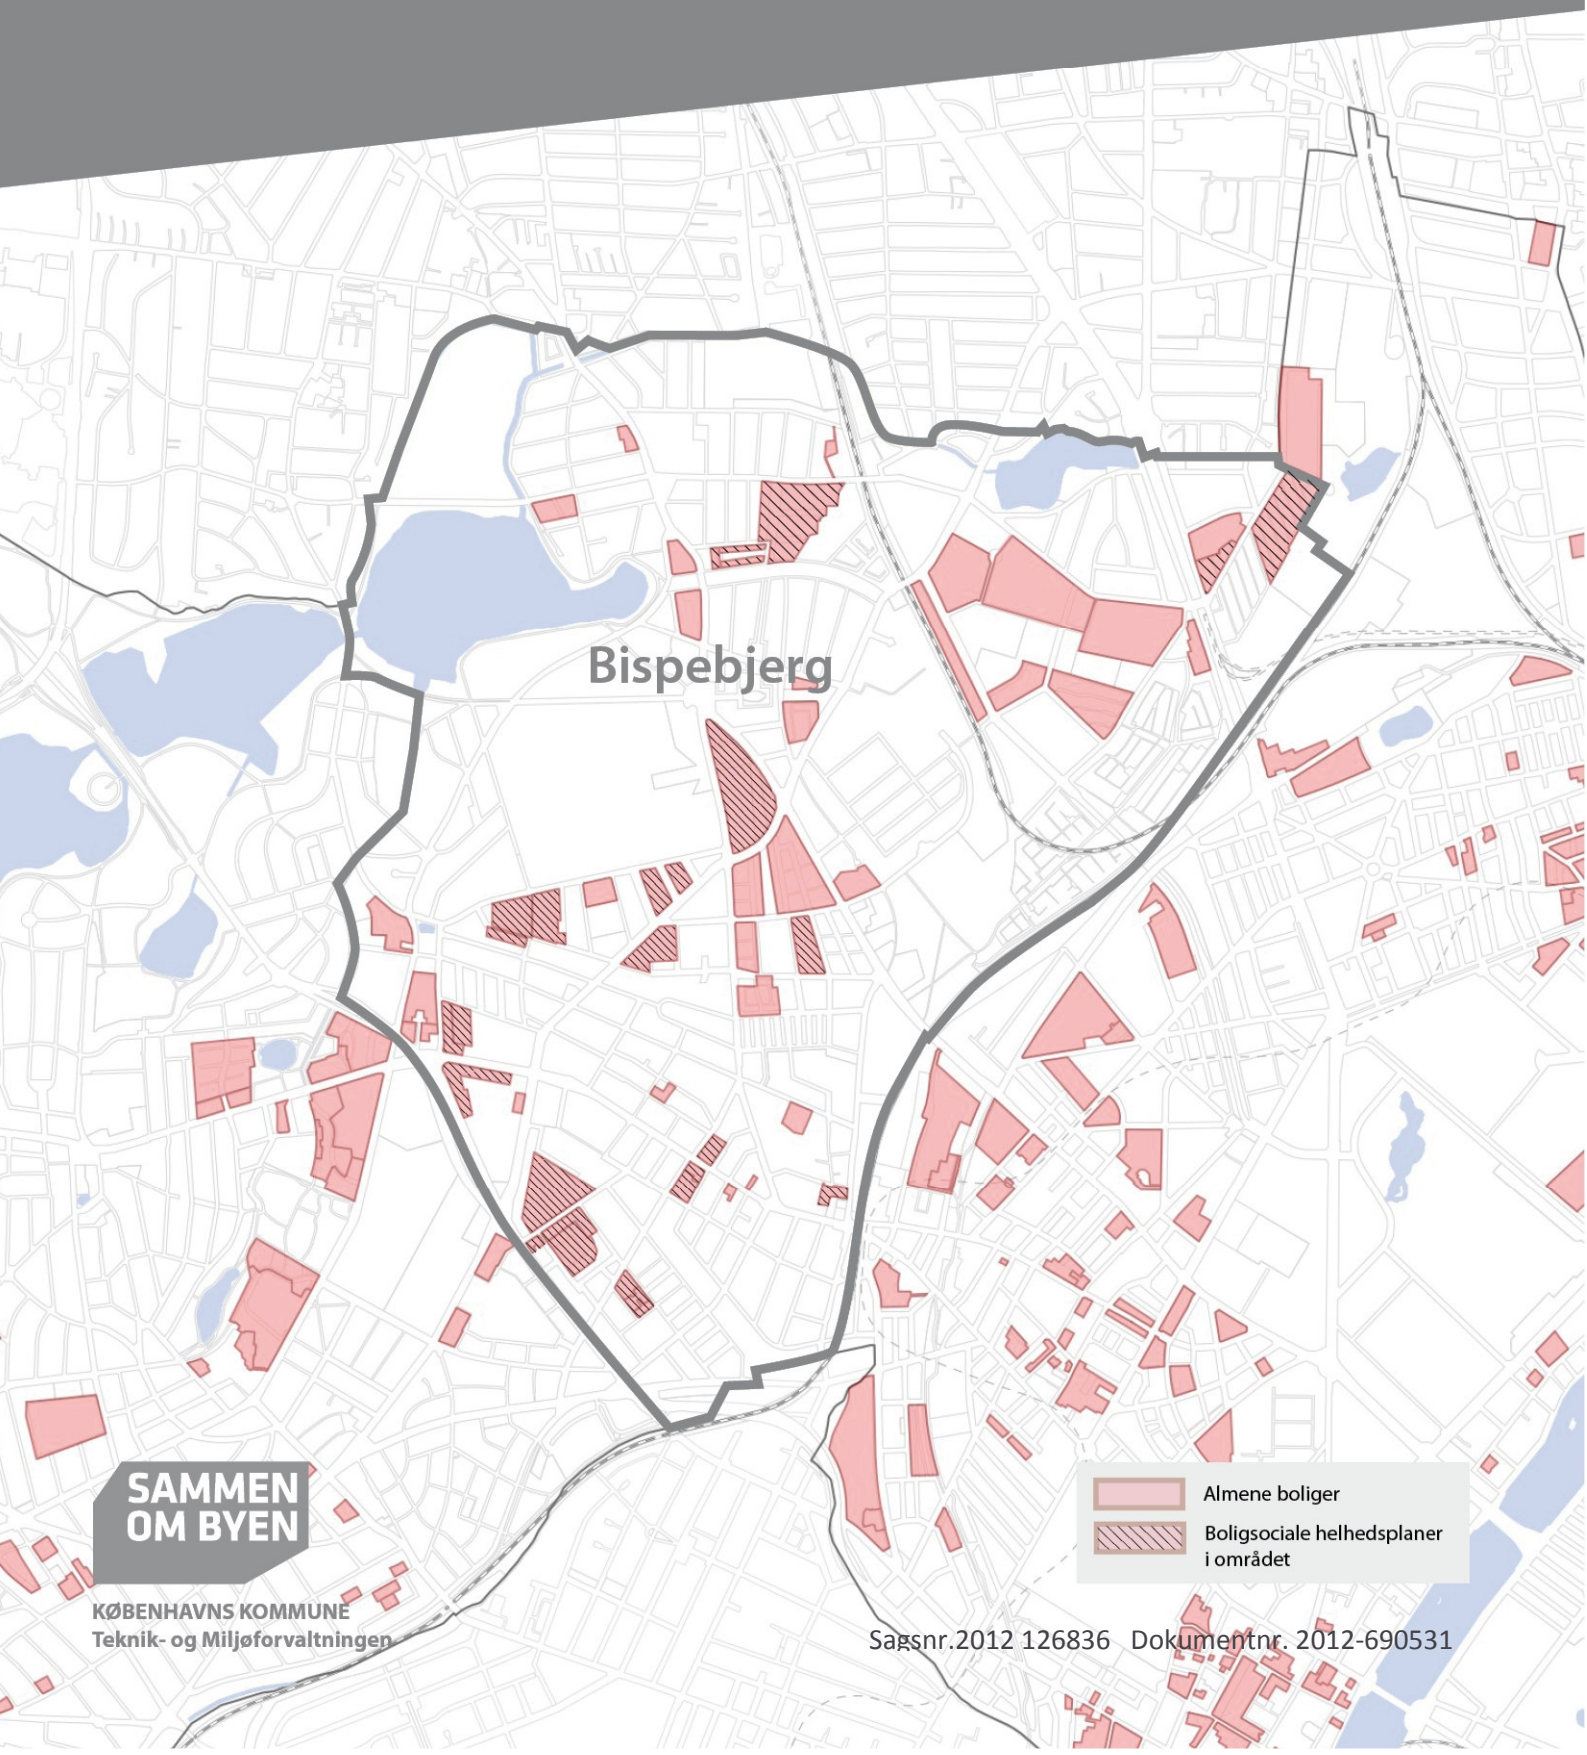 Bispebjerg
SAMMEN
OM BYEN
Almene boliger
Boligsociale helhedsplaner
i området
KØBENHAVNS KOMMUNE
Teknik- og Miljøforvaltningen
Sagsnr.2012 126836 Dokumentnr. 2012-690531